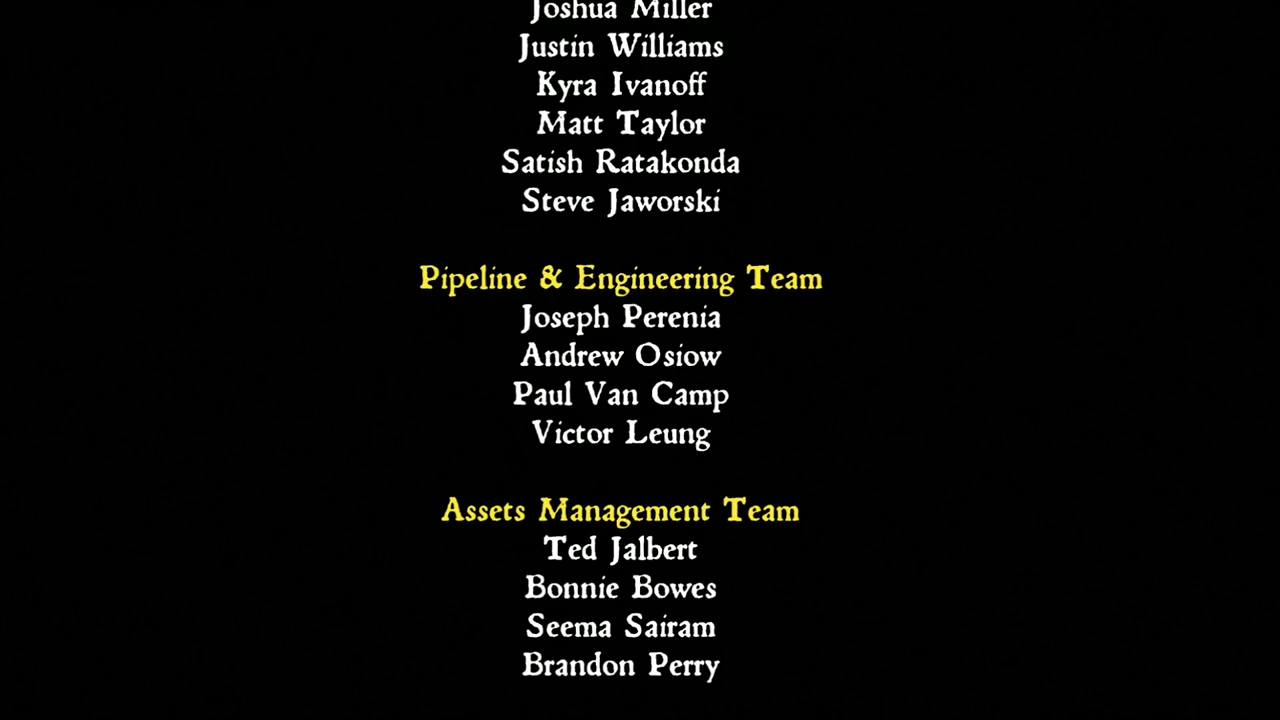 Joshua Miller
Justin Williams
Kyra Ivanoff
Matt Taylor
Satish Ratakonda
Steve Jaworski
Pipeline & Engineering Team
Joseph Perenia
Andrew Osiow
Paul Van Camp
Victor Leung
Assets Management Team
Ted Jalbert
Bonnie Bowes
Seema Sairam
Brandon Perry